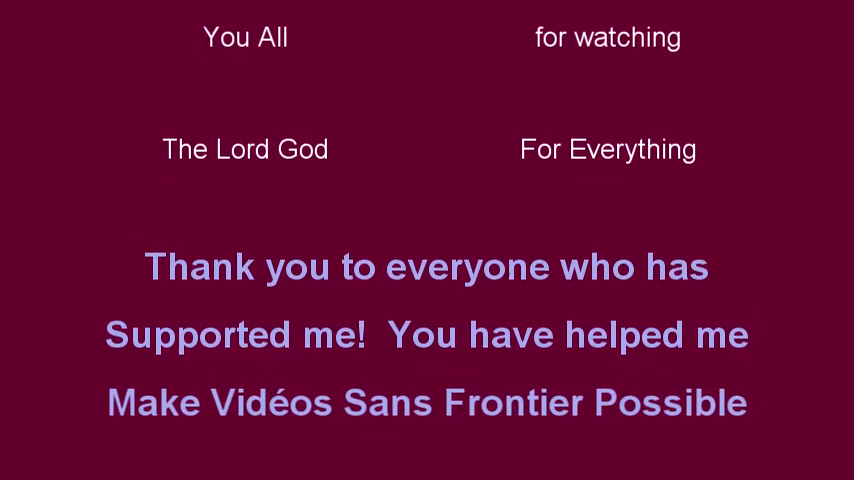 You All for watching
The Lord God For Everything
Thank you to everyone who has
Supported me! You have helped me
Make Vidéos Sans Frontier Possible